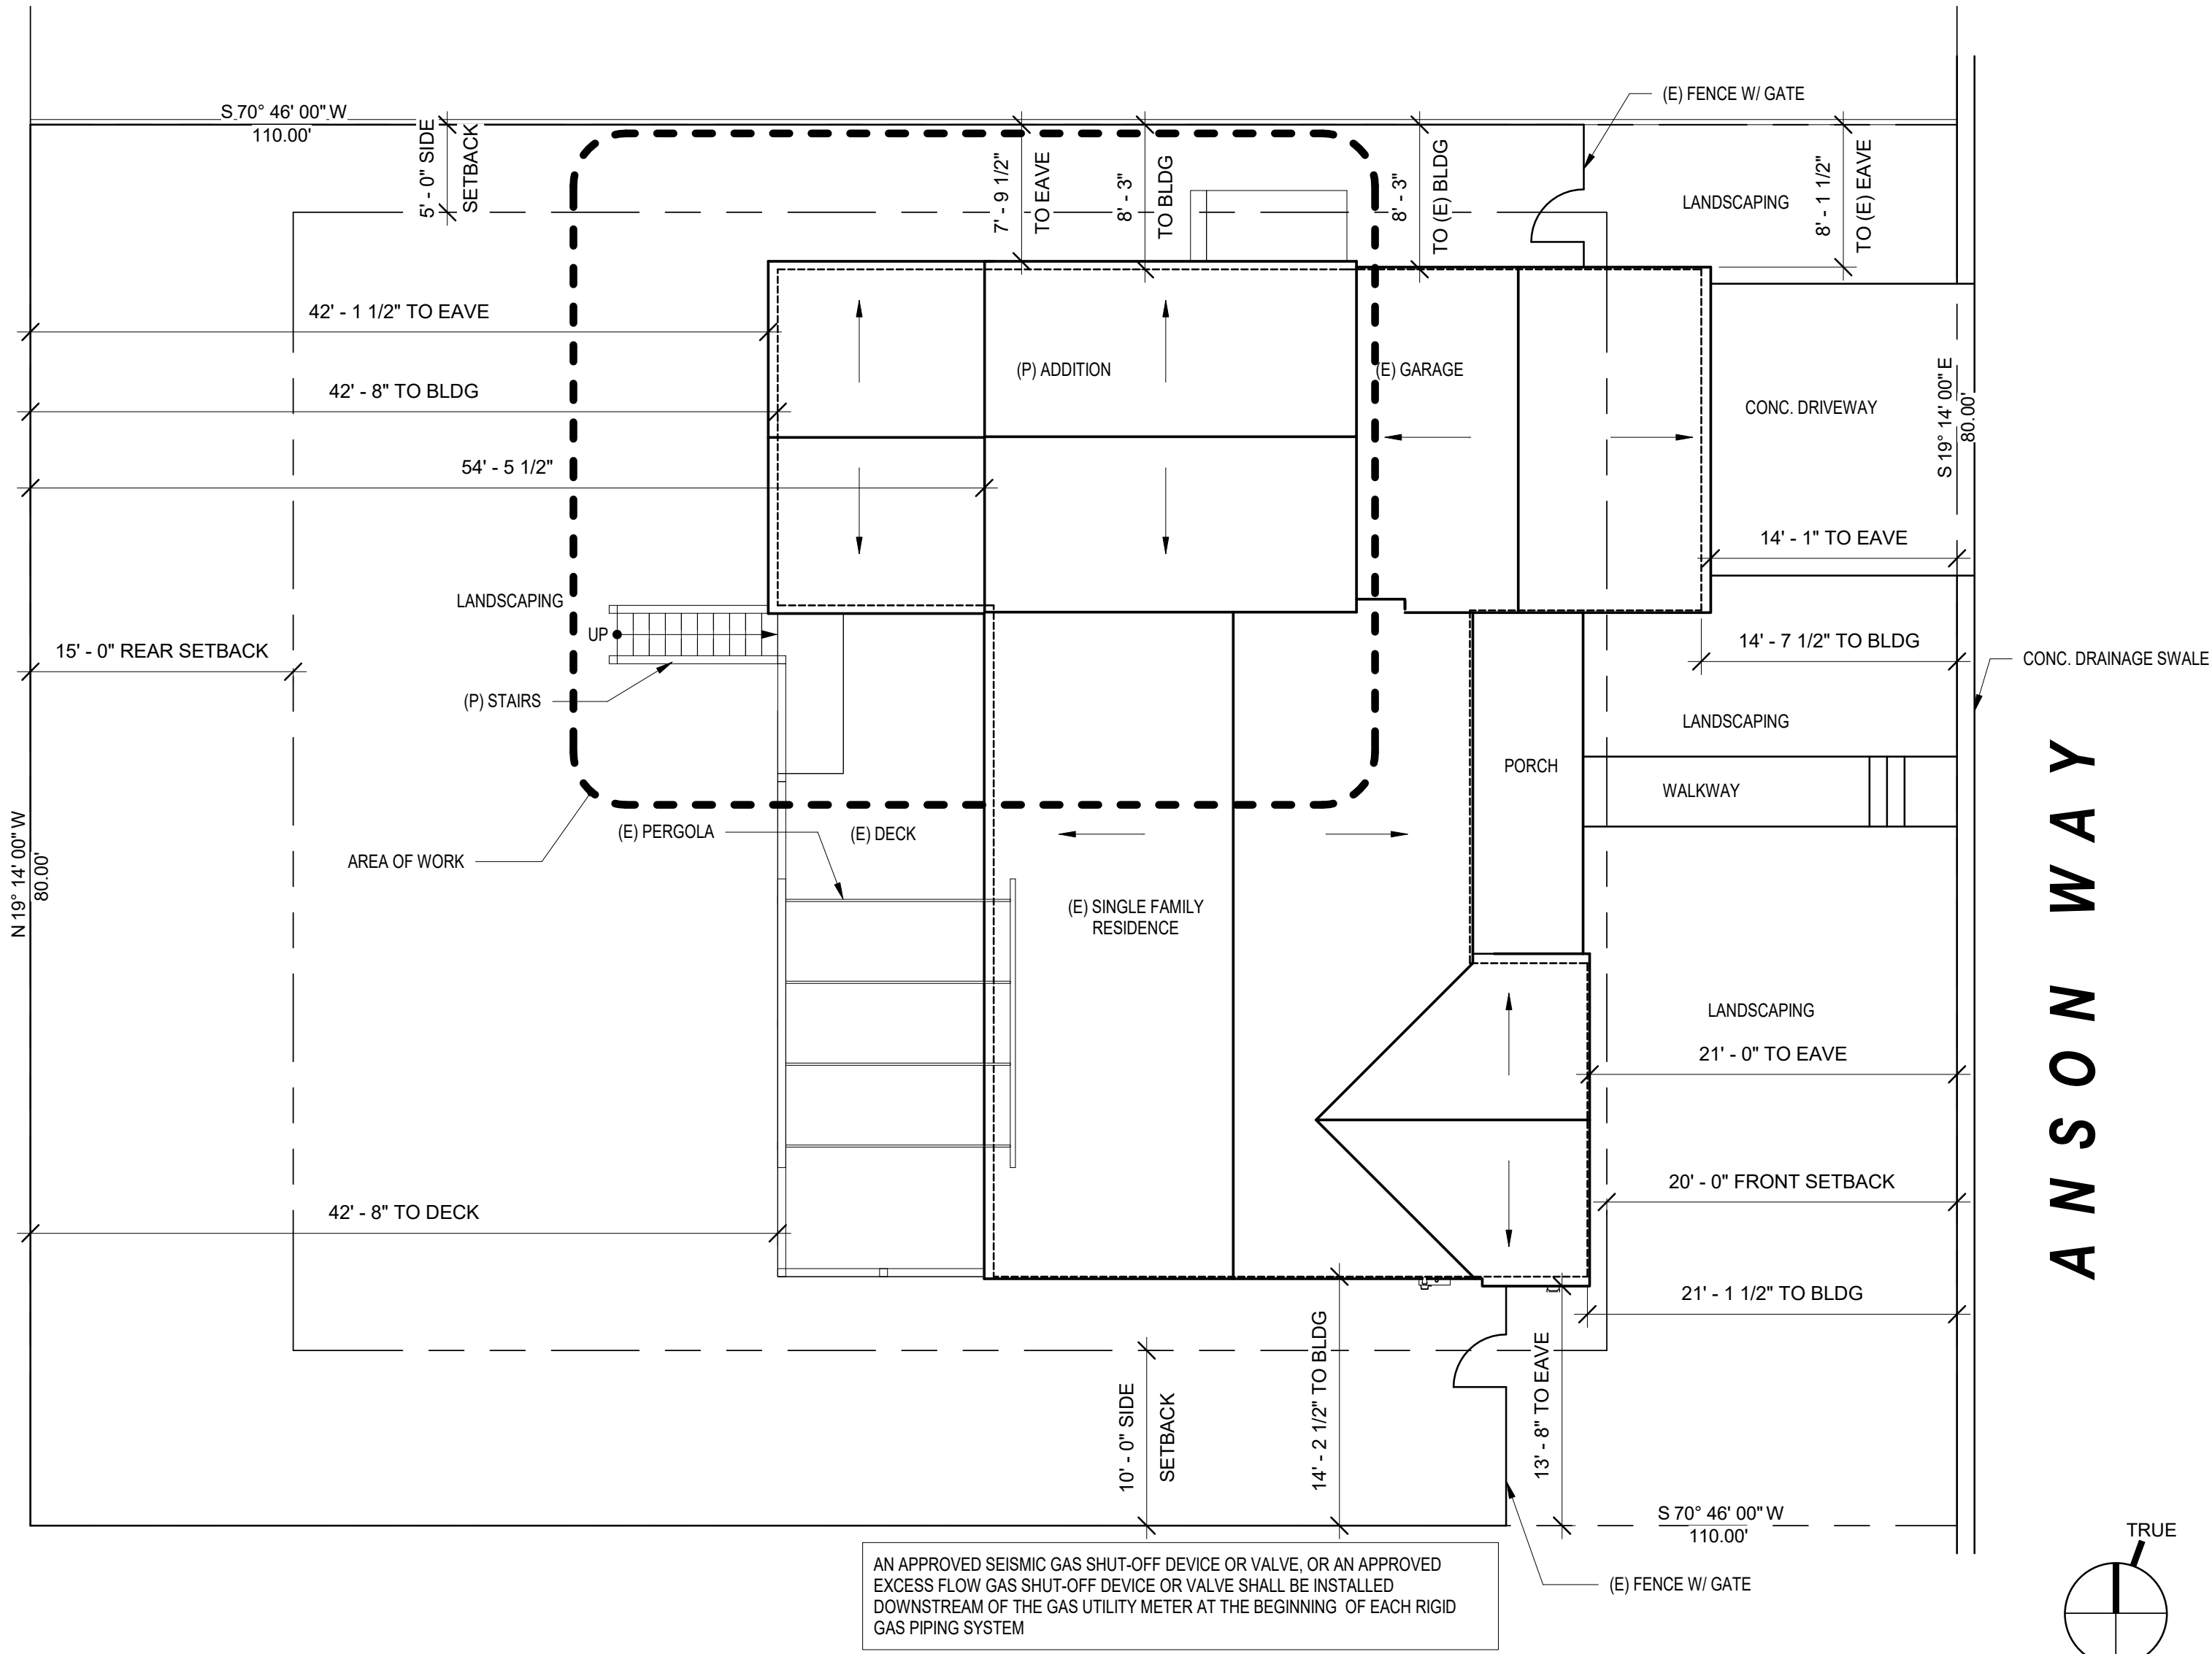 (E) FENCE W/ GATE
S 70° 46' 00" W
110.00'
5' - 0" SIDE
SETBACK
7' - 9 1/2"
TO EAVE
8' - 3"
TO BLDG
8' - 3"
TO (E) BLDG
LANDSCAPING
8' - 1 1/2"
TO (E) EAVE
42' - 1 1/2" TO EAVE
(P) ADDITION
(E) GARAGE
42' - 8" TO BLDG
CONC. DRIVEWAY
S 19° 14' 00" E
80.00'
54' - 5 1/2"
14' - 1" TO EAVE
LANDSCAPING
UP
15' - 0" REAR SETBACK
14' - 7 1/2" TO BLDG
CONC. DRAINAGE SWALE
(P) STAIRS
LANDSCAPING
PORCH
WALKWAY
(E) PERGOLA
(E) DECK
AREA OF WORK
N 19° 14' 00" W
80.00'
(E) SINGLE FAMILY
RESIDENCE
ANSON WAY
LANDSCAPING
21' - 0" TO EAVE
20' - 0" FRONT SETBACK
42' - 8" TO DECK
21' - 1 1/2" TO BLDG
10' - 0" SIDE
SETBACK
14' - 2 1/2" TO BLDG
13' - 8" TO EAVE
S 70° 46' 00" W
110.00'
TRUE
AN APPROVED SEISMIC GAS SHUT-OFF DEVICE OR VALVE, OR AN APPROVED
EXCESS FLOW GAS SHUT-OFF DEVICE OR VALVE SHALL BE INSTALLED
DOWNSTREAM OF THE GAS UTILITY METER AT THE BEGINNING OF EACH RIGID
GAS PIPING SYSTEM
(E) FENCE W/ GATE